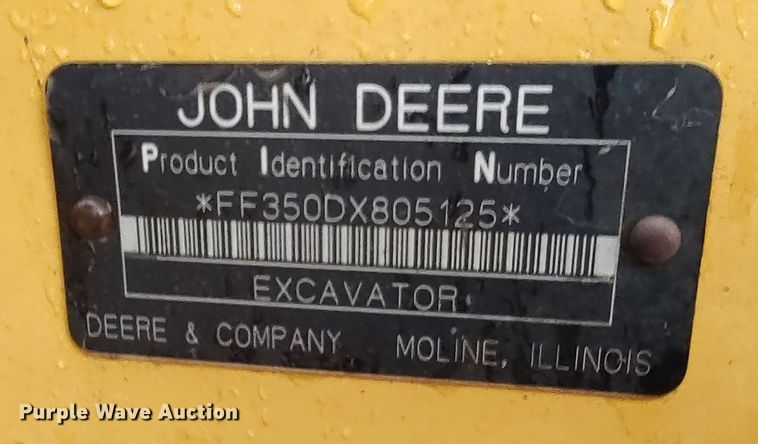 JOHN DEERE
Product Identification Number
*FF350DX805125*
EXCAVATOR
DEERE & COMPANY MOLINE, ILLINOIS
Purple Wave Auction